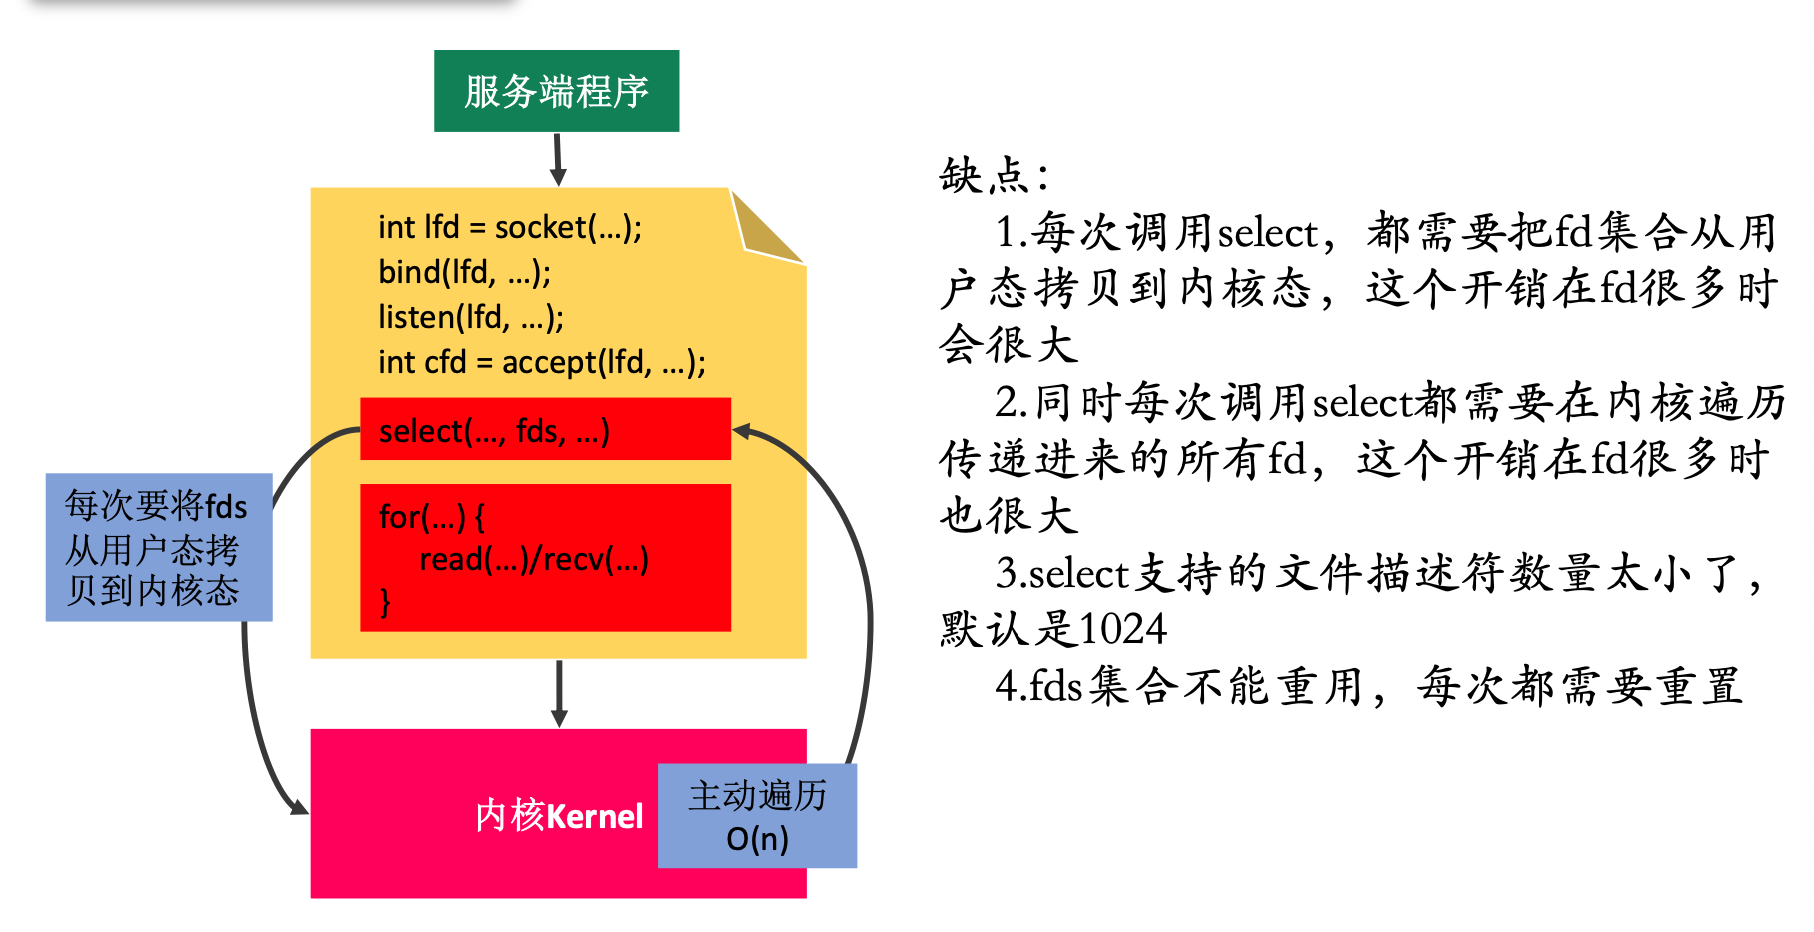 服务端程序
int lfd = socket(...);
bind(lfd, ...);
listen(lfd, ...);
int cfd = accept(lfd, ...);
select(..., fds, ...)
for(...) {
read(...)/recv(...)
}
每次要将fds
从用户态拷
贝到内核态
内核Kernel
主动遍历
O(n)
缺点：
1.每次调用select，都需要把fd集合从用
户态拷贝到内核态，这个开销在fd很多时
会很大
2.同时每次调用select都需要在内核遍历
传递进来的所有fd，这个开销在fd很多时
也很大
3.select支持的文件描述符数量太小了，
默认是1024
4.fds集合不能重用，每次都需要重置